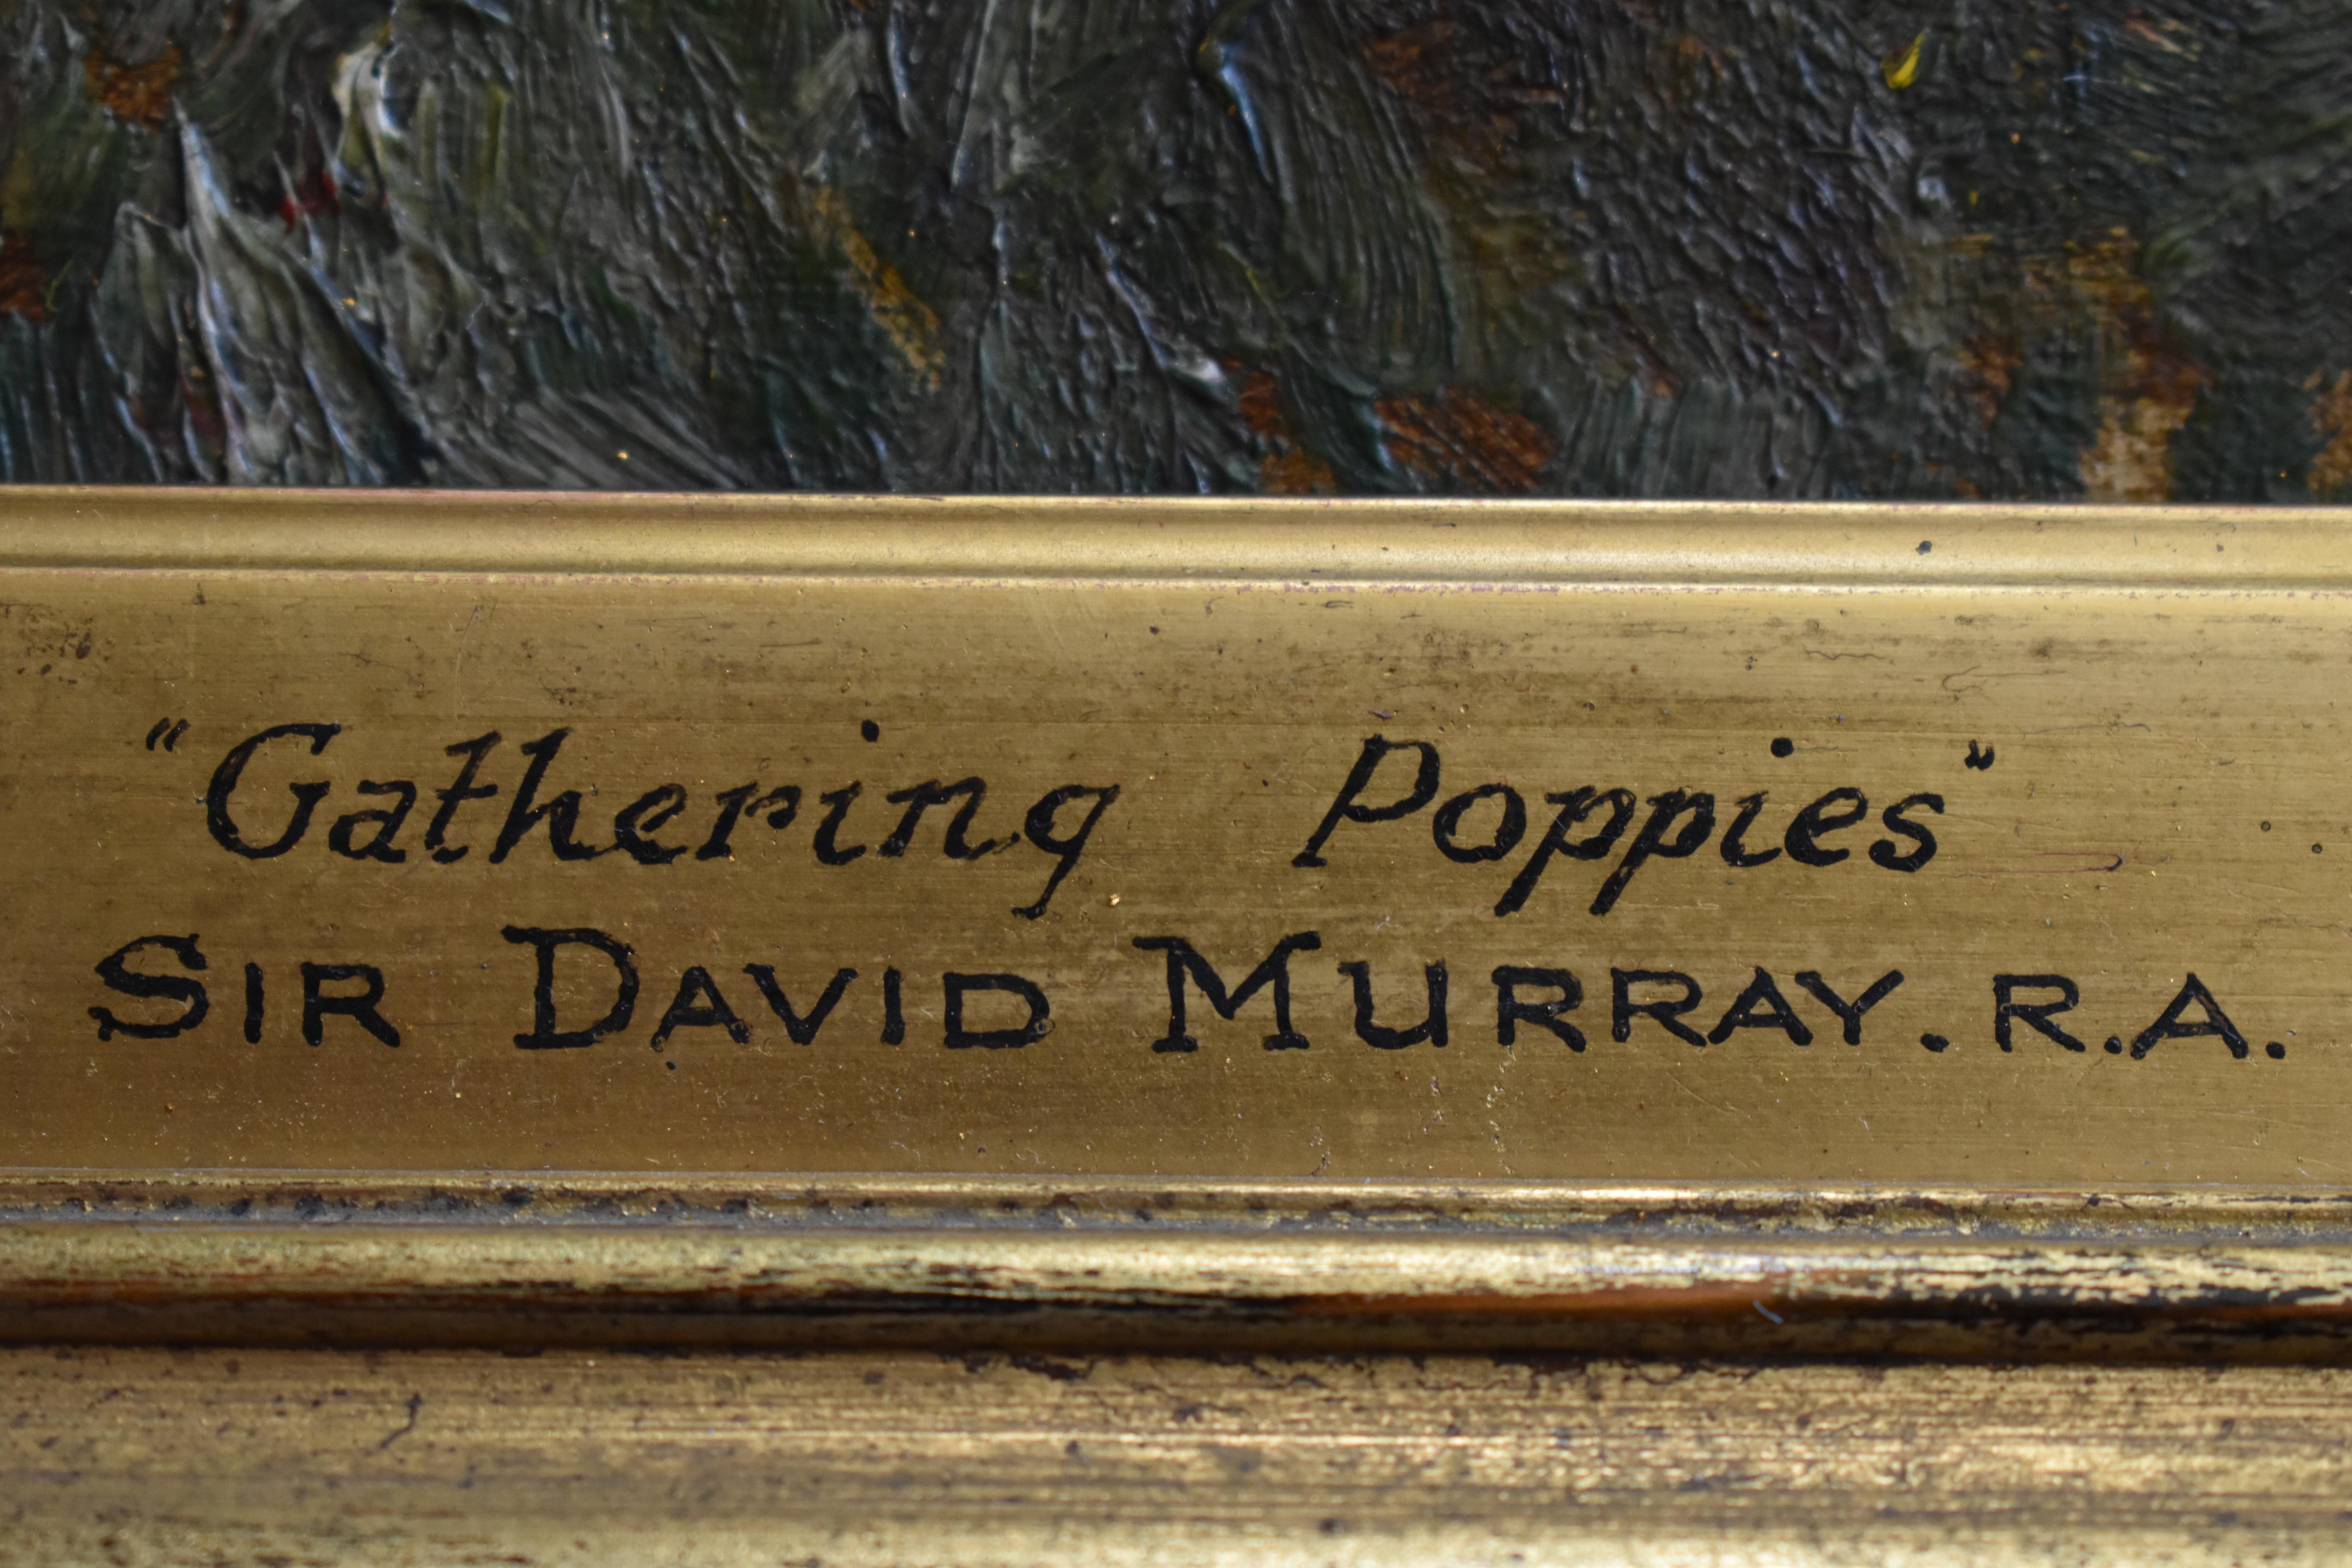 "Gathering Poppies"
SIR DAVID MURRAY. R.A.